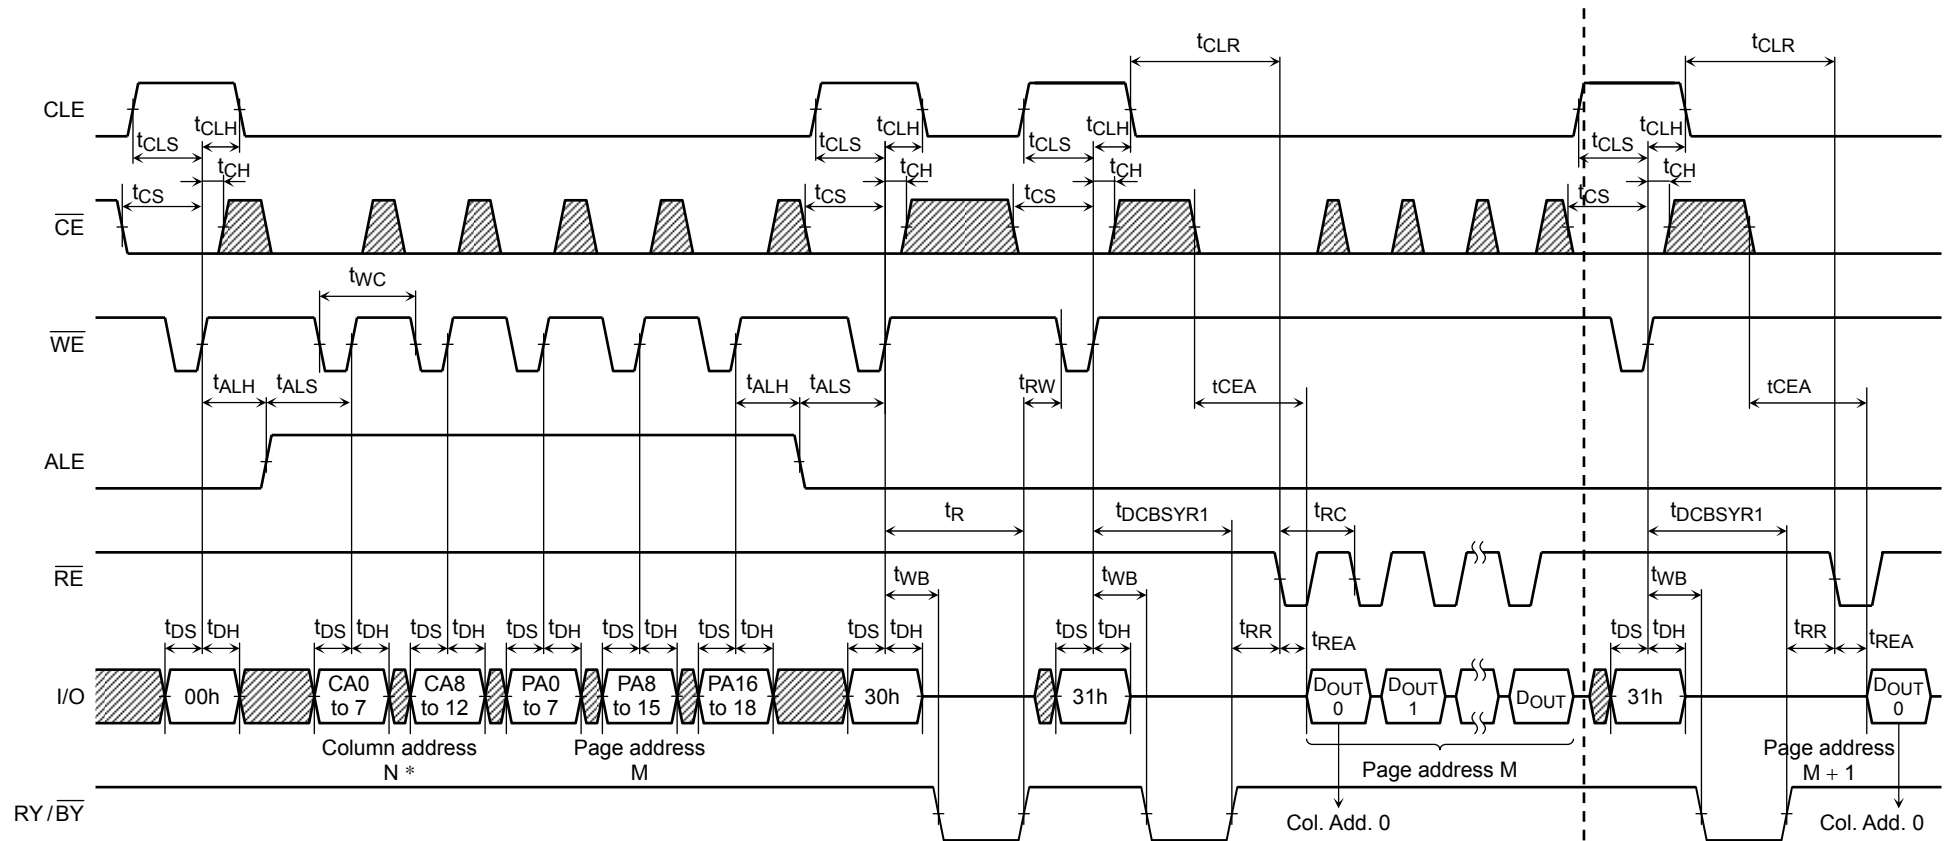 tCLR tCLR
CLE
tCLS tCLH tCLS tCLH tCLS tCLH tCLS tCLH
tCS tCH tCS tCH tCS tCH tCS tCH
CE
tWC
WE
tALH tALS tALH tALS tRW tCEA tCEA
ALE
tR tDCBSYR1 tRC tDCBSYR1
RE
tWB tWB tWB
tDS tDH tDS tDH tDS tDH tDS tDH tDS tDH tDS tDH tDS tDH tDS tDH tRR tREA tDS tDH tRR tREA
I/O
00h
CA0 to 7
CA8 to 12
PA0 to 7
PA8 to 15
PA16 to 18
30h
31h
DOUT 0
DOUT 1
DOUT
31h
DOUT 0
Column address
N *
Page address
M
Page address M
Page address
M + 1
RY/BY
Col. Add. 0
Col. Add. 0